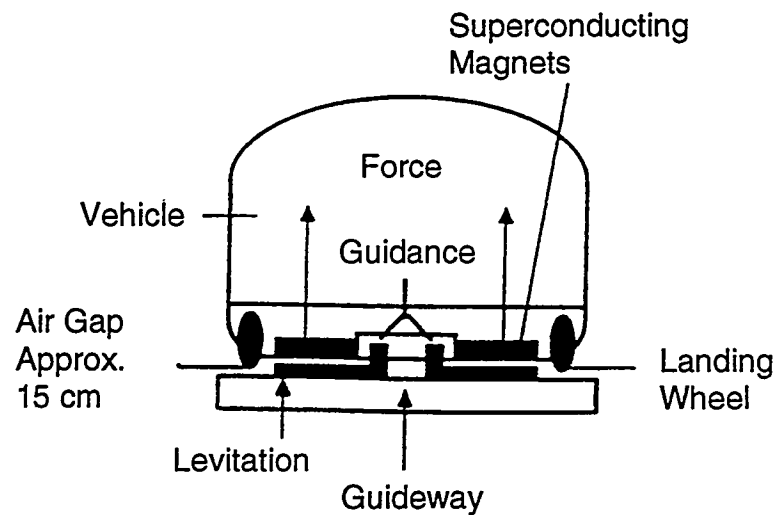 Superconducting
Magnets
Force
Vehicle
Guidance
Air Gap
Approx.
15 cm
Landing
Wheel
Levitation
Guideway